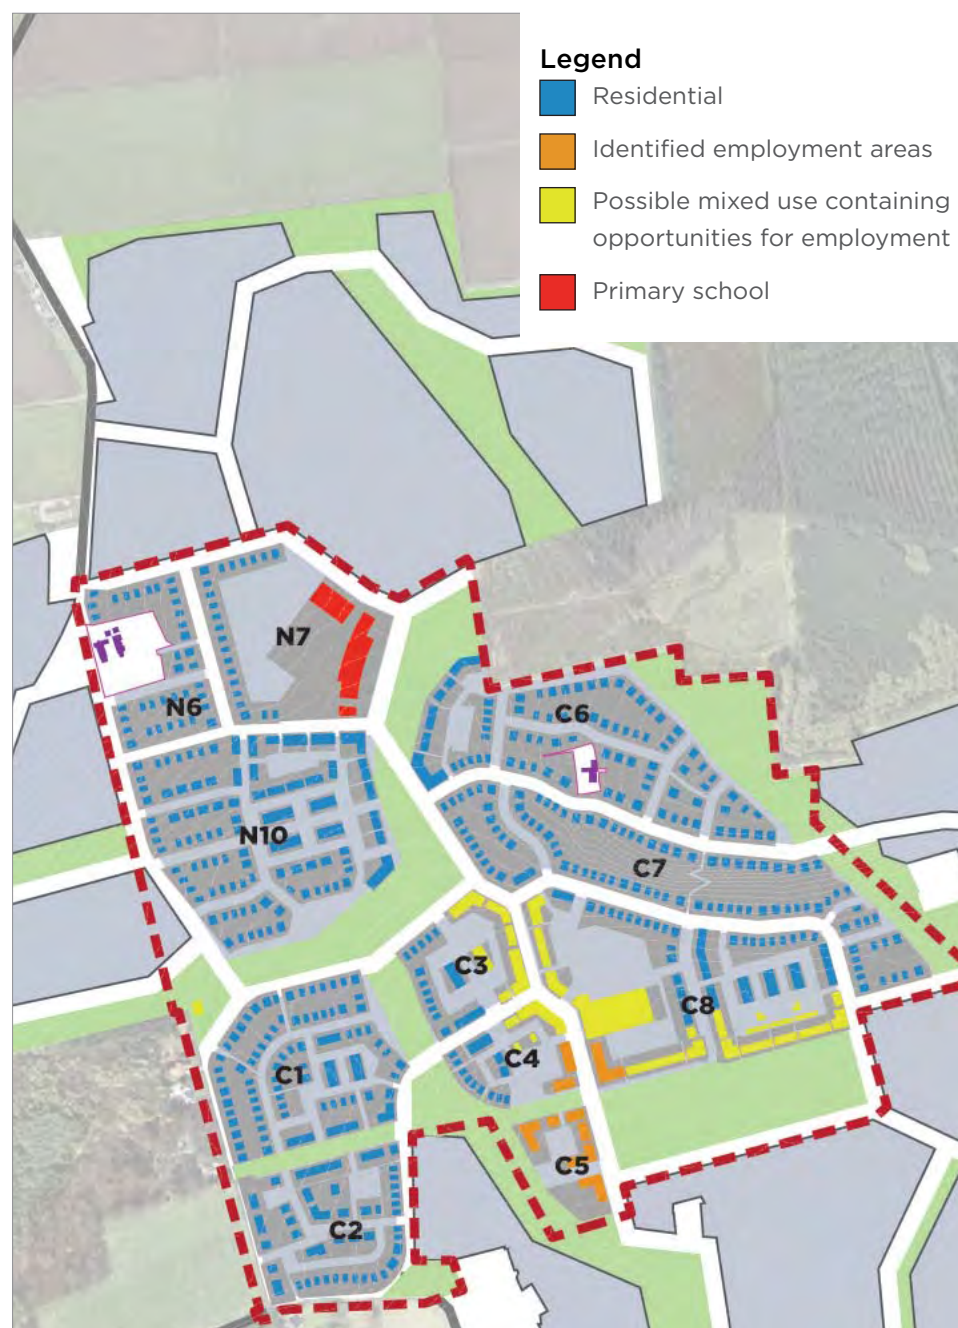 Legend
Residential
Identified employment areas
Possible mixed use containing
opportunities for employment
Primary school
N7
N6
C6
N10
C7
C3
C8
C4
C1
C5
C2